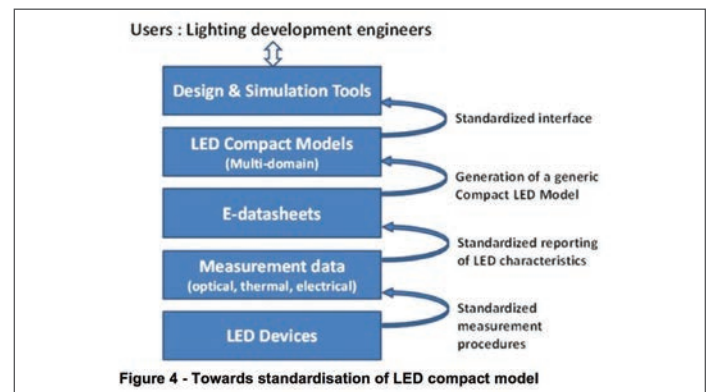 Users : Lighting development engineers
Design & Simulation Tools
Standardized interface
LED Compact Models
(Multi-domain)
Generation of a generic
Compact LED Model
E-datasheets
Standardized reporting
of LED characteristics
Measurement data
(optical, thermal, electrical)
Standardized
measurement
procedures
LED Devices
Figure 4 - Towards standardisation of LED compact model